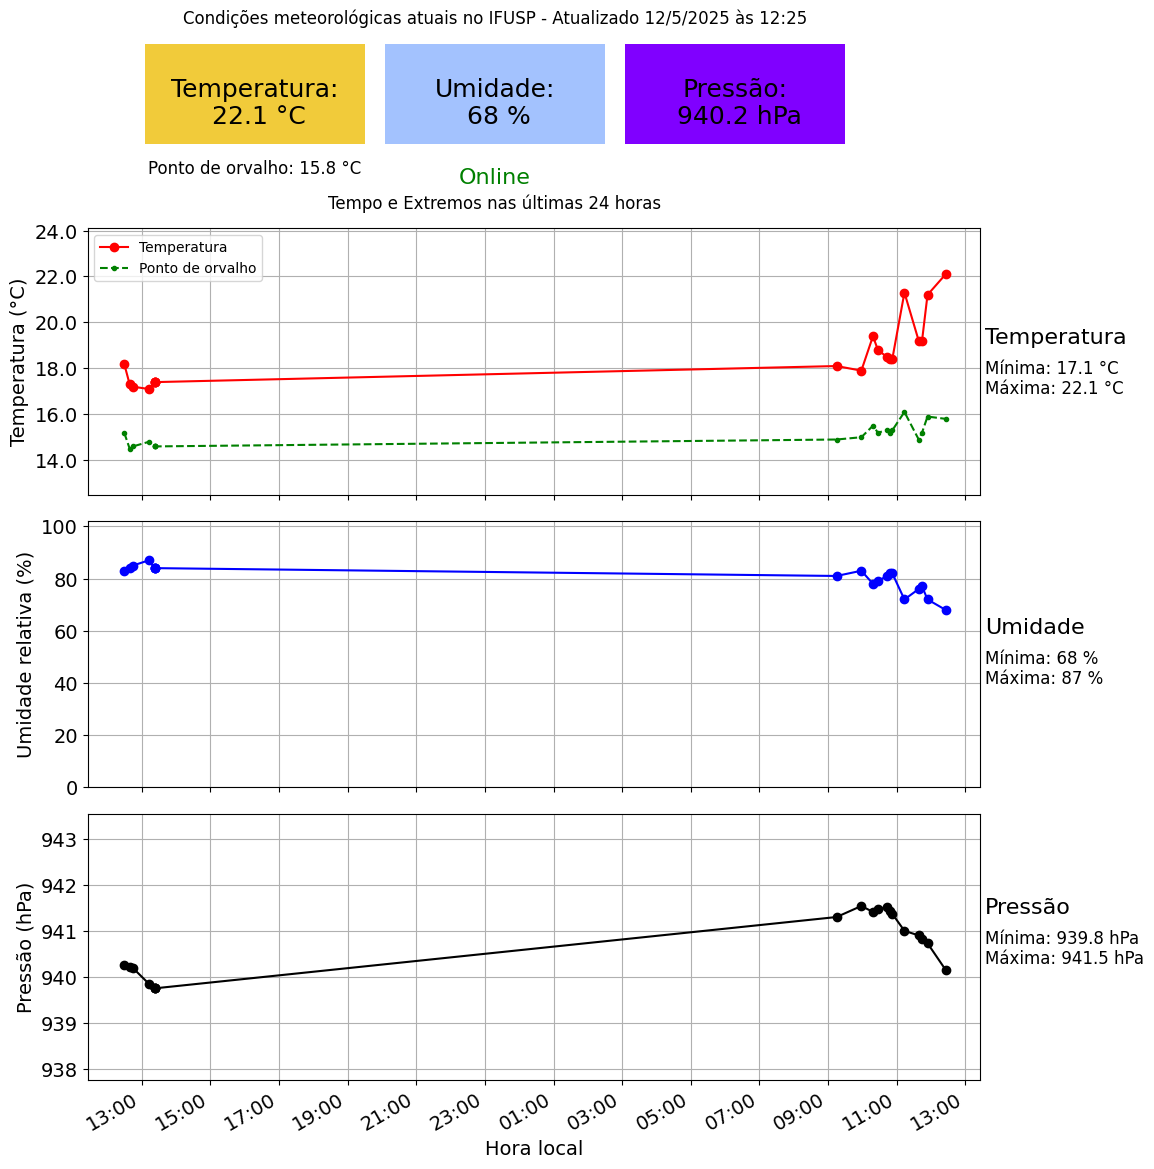 Condições meteorológicas atuais no IFUSP - Atualizado 12/5/2025 às 12:25
Temperatura:
22.1 °C
Umidade:
68 %
Pressão:
940.2 hPa
Ponto de orvalho: 15.8 °C
Online
Tempo e Extremos nas últimas 24 horas
Temperatura (°C)
24.0
22.0
20.0
18.0
16.0
14.0
Temperatura
Ponto de orvalho
Temperatura
Mínima: 17.1 °C
Máxima: 22.1 °C
Umidade relativa (%)
100
80
60
40
20
0
Umidade
Mínima: 68 %
Máxima: 87 %
Pressão (hPa)
943
942
941
940
939
938
Pressão
Mínima: 939.8 hPa
Máxima: 941.5 hPa
13:00 15:00 17:00 19:00 21:00 23:00 01:00 03:00 05:00 07:00 09:00 11:00 13:00
Hora local